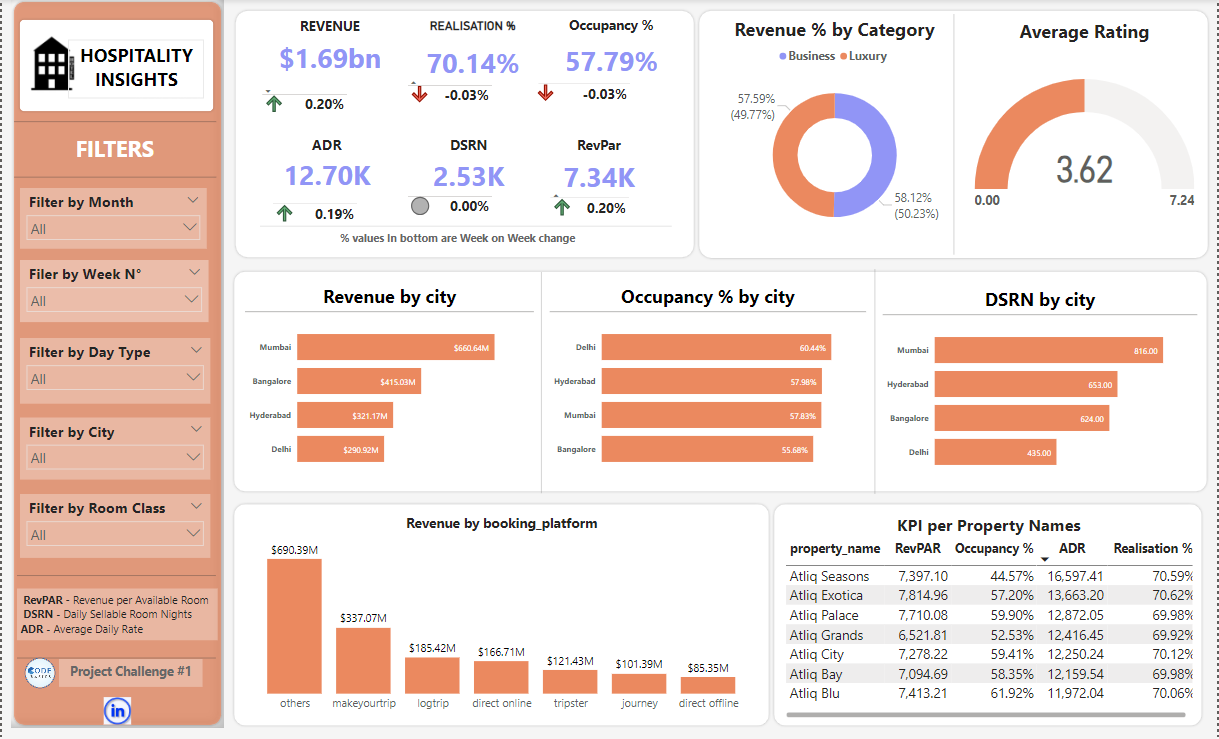 HOSPITALITY
INSIGHTS
FILTERS
Filter by Month
All
Filer by Week N°
All
Filter by Day Type
All
Filter by City
All
Filter by Room Class
All
RevPAR - Revenue per Available Room
DSRN - Daily Sellable Room Nights
ADR - Average Daily Rate
Project Challenge #1
in
REVENUE
$1.69bn
0.20%
REALISATION %
70.14%
-0.03%
Occupancy %
57.79%
-0.03%
ADR
12.70K
0.19%
DSRN
2.53K
0.00%
RevPar
7.34K
0.20%
% values In bottom are Week on Week change
Revenue % by Category
Business Luxury
57.59%
(49.77%)
58.12%
(50.23%)
Average Rating
3.62
0.00 7.24
Revenue by city
Mumbai $660.64M
Bangalore $415.03M
Hyderabad $321.17M
Delhi $290.92M
Occupancy % by city
Delhi 60.44%
Hyderabad 57.98%
Mumbai 57.83%
Bangalore 55.68%
DSRN by city
Mumbai 816.00
Hyderabad 653.00
Bangalore 624.00
Delhi 435.00
Revenue by booking_platform
$690.39M
$337.07M
$185.42M
$166.71M
$121.43M
$101.39M
$85.35M
others makeyourtrip logtrip direct online tripster journey direct offline
KPI per Property Names
property_name RevPAR Occupancy % ADR Realisation %
Atliq Seasons 7,397.10 44.57% 16,597.41 70.59%
Atliq Exotica 7,814.96 57.20% 13,663.20 70.62%
Atliq Palace 7,710.08 59.90% 12,872.05 69.98%
Atliq Grands 6,521.81 52.53% 12,416.45 69.92%
Atliq City 7,278.22 59.41% 12,250.24 70.12%
Atliq Bay 7,094.69 58.35% 12,159.54 69.98%
Atliq Blu 7,413.21 61.92% 11,972.04 70.06%